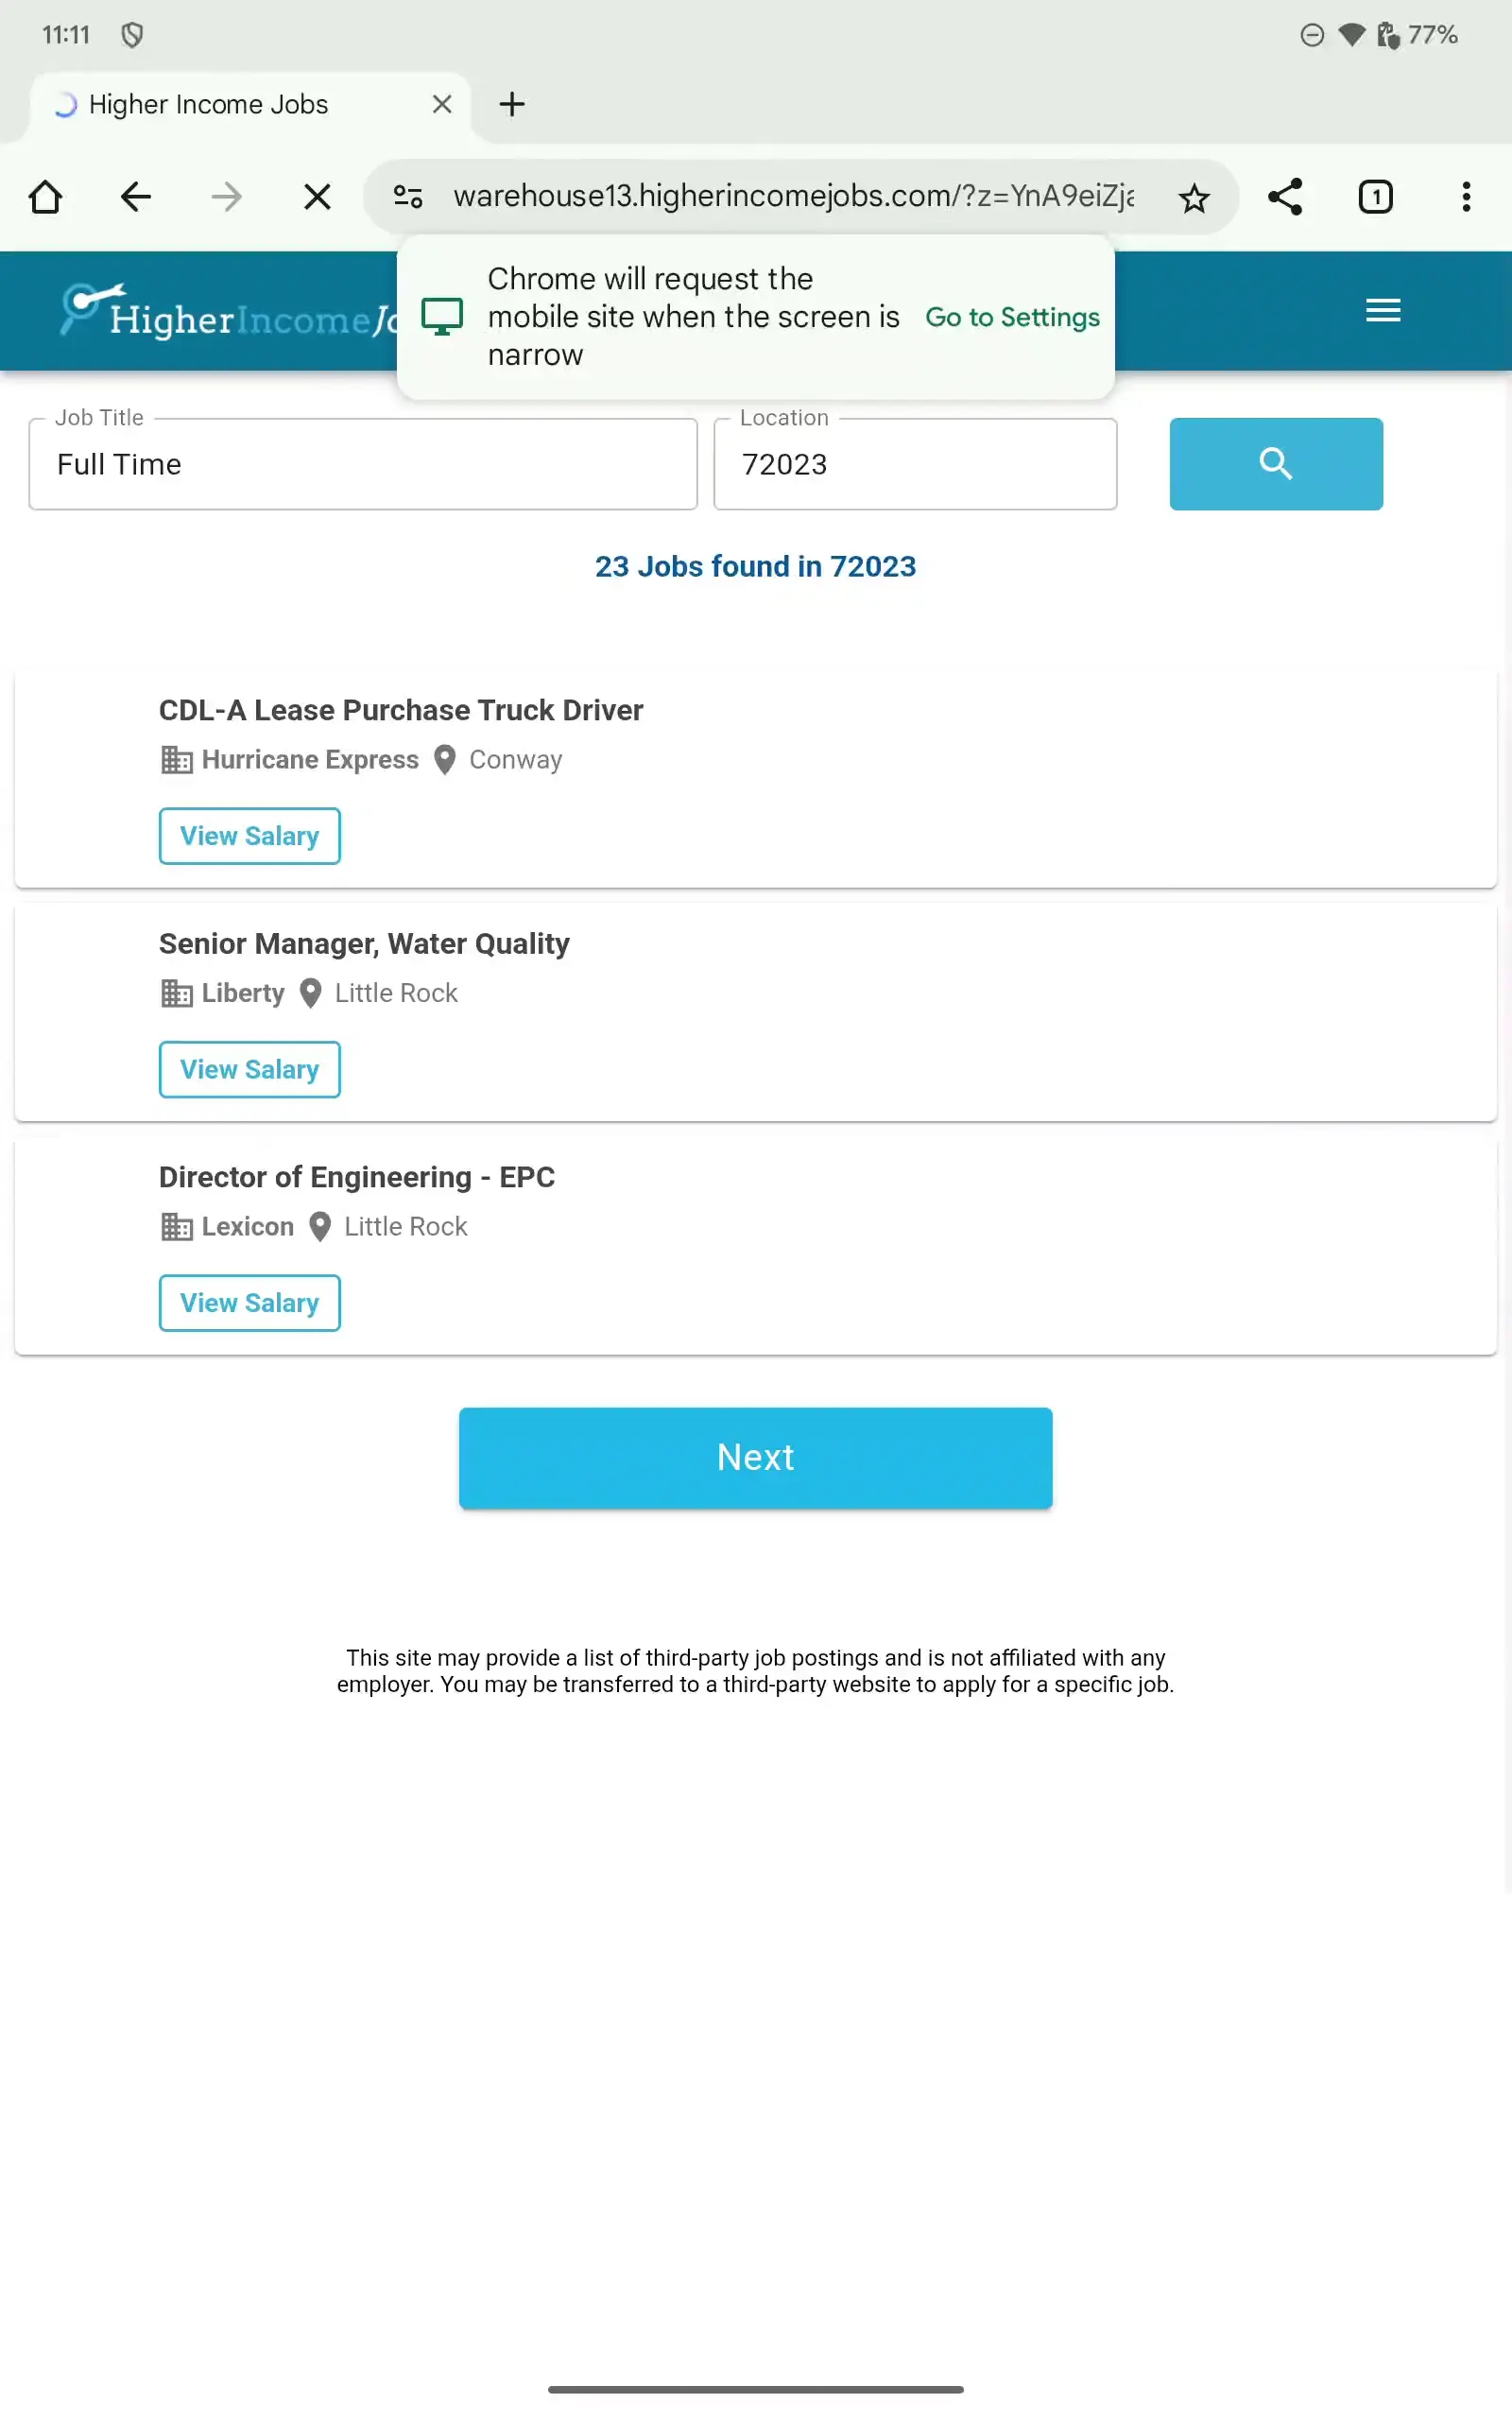 11:11
77%
Higher Income Jobs
warehouse13.higherincomejobs.com/?z=YnA9eiZja
1
HigherIncomeJo
Chrome will request the
mobile site when the screen is
narrow
Go to Settings
Job Title
Location
Full Time
72023
23 Jobs found in 72023
CDL-A Lease Purchase Truck Driver
Hurricane Express Conway
View Salary
Senior Manager, Water Quality
Liberty Little Rock
View Salary
Director of Engineering - EPC
Lexicon Little Rock
View Salary
Next
This site may provide a list of third-party job postings and is not affiliated with any
employer. You may be transferred to a third-party website to apply for a specific job.